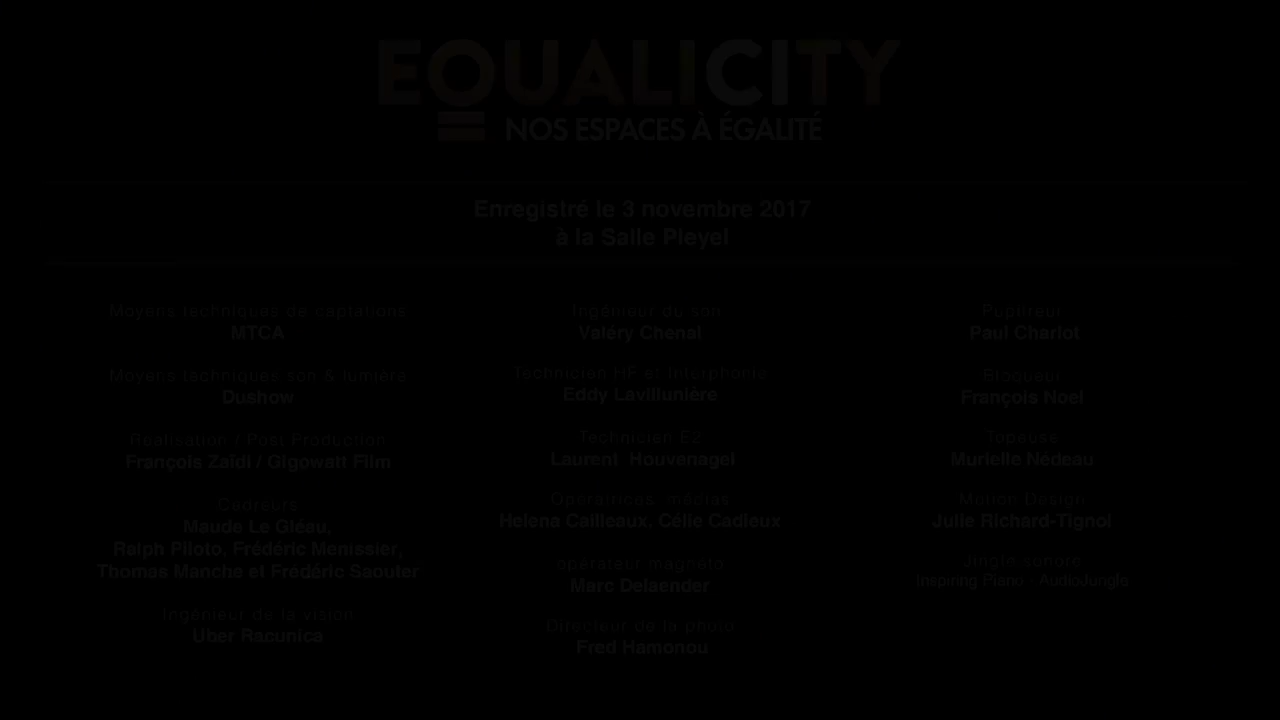 EQUALICITY
= NOS ESPACES À ÉGALITÉ
Enregistré le 3 novembre 2017
à la Salle Pleyel
Moyens techniques de captations
MTCA
Moyens techniques son & lumière
Dushow
Réalisation / Post Production
François Zaïdi / Gigowatt Film
Cadreurs
Maude Le Gléau,
Ralph Piloto, Frédéric Menissier,
Thomas Manche et Frédéric Saouter
Ingénieur de la vision
Uber Racunica
Ingénieur du son
Valéry Chenal
Technicien HF et Interphonie
Eddy Lavillunière
Technicien E2
Laurent Houvenagel
Opératrices médias
Helena Cailleaux, Célie Cadieux
opérateur magnéto
Marc Delaender
Directeur de la photo
Fred Hamonou
Pupitreur
Paul Charlot
Bloqueur
François Noel
Topeuse
Murielle Nédeau
Motion Design
Julie Richard-Tignol
Jingle sonore
Inspiring Piano - AudioJungle